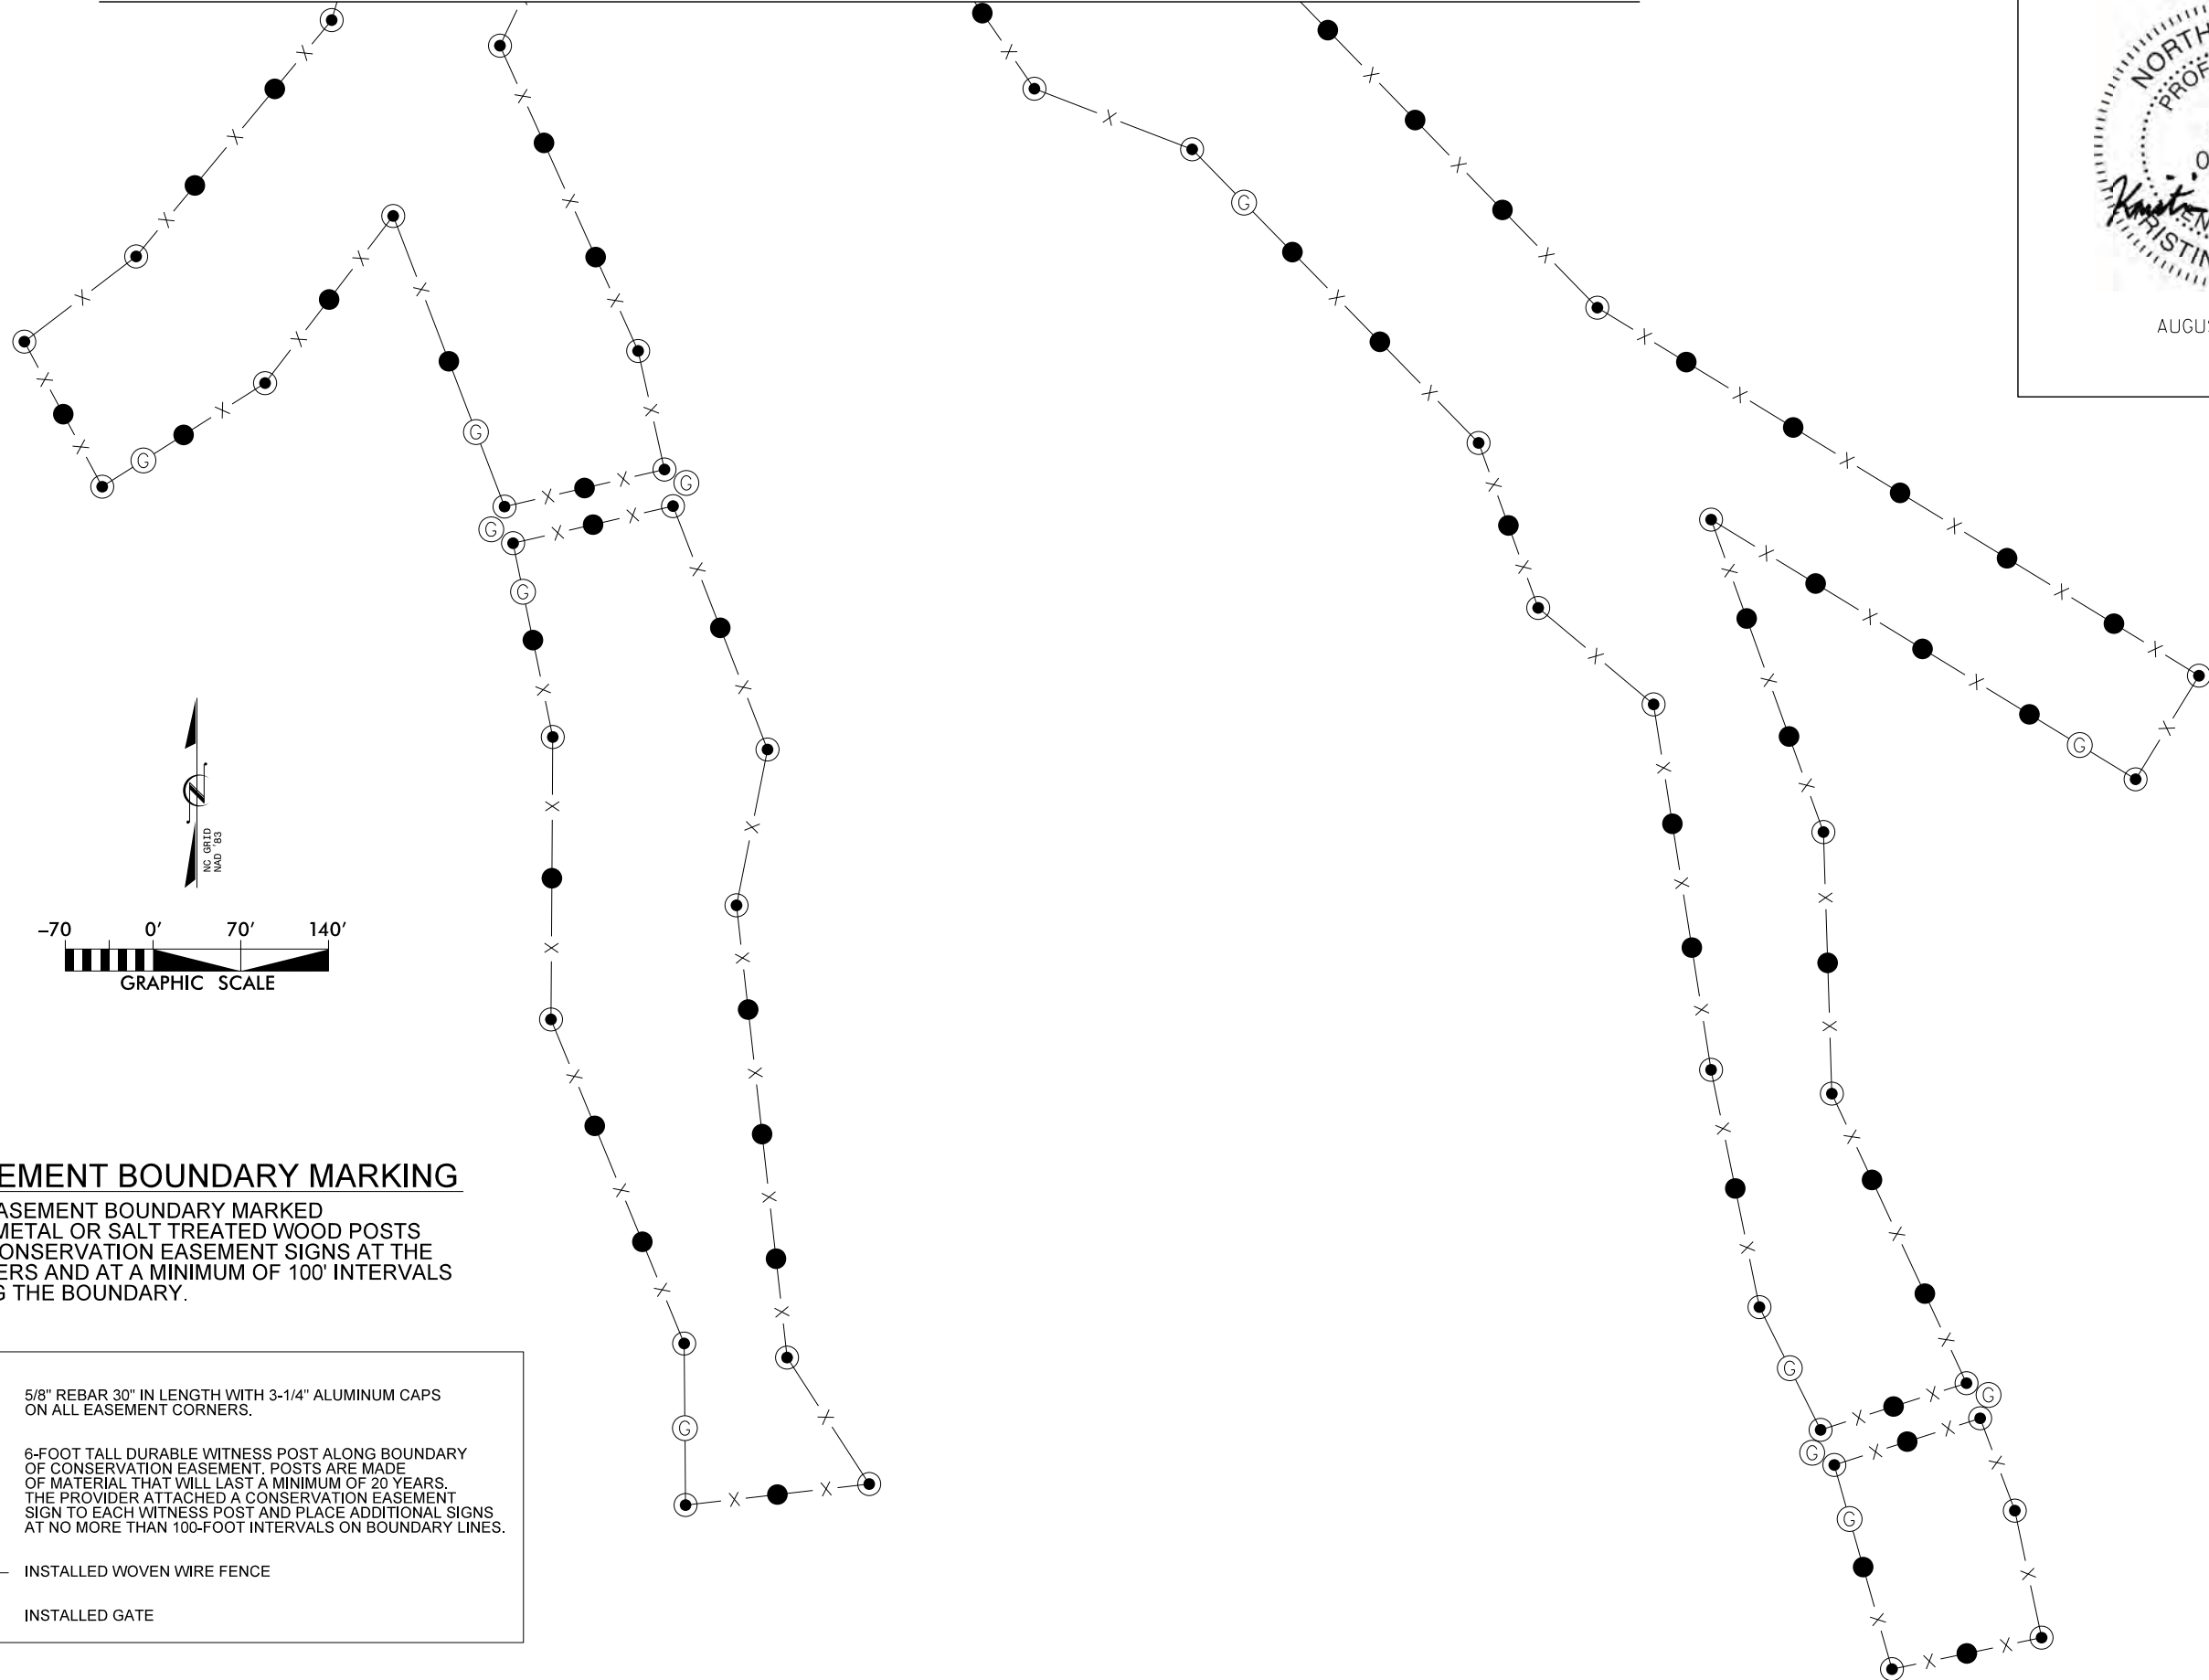 NORTH
PROF
AUGUS
NC GRID
NAD '83
–70 0' 70' 140'
GRAPHIC SCALE
EMENT BOUNDARY MARKING
ASEMENT BOUNDARY MARKED
METAL OR SALT TREATED WOOD POSTS
ONSERVATION EASEMENT SIGNS AT THE
ERS AND AT A MINIMUM OF 100' INTERVALS
G THE BOUNDARY.
5/8" REBAR 30" IN LENGTH WITH 3-1/4" ALUMINUM CAPS
ON ALL EASEMENT CORNERS.
6-FOOT TALL DURABLE WITNESS POST ALONG BOUNDARY
OF CONSERVATION EASEMENT. POSTS ARE MADE
OF MATERIAL THAT WILL LAST A MINIMUM OF 20 YEARS.
THE PROVIDER ATTACHED A CONSERVATION EASEMENT
SIGN TO EACH WITNESS POST AND PLACE ADDITIONAL SIGNS
AT NO MORE THAN 100-FOOT INTERVALS ON BOUNDARY LINES.
INSTALLED WOVEN WIRE FENCE
INSTALLED GATE
G
G
G
G
G
G
G
G
G
G
G
G